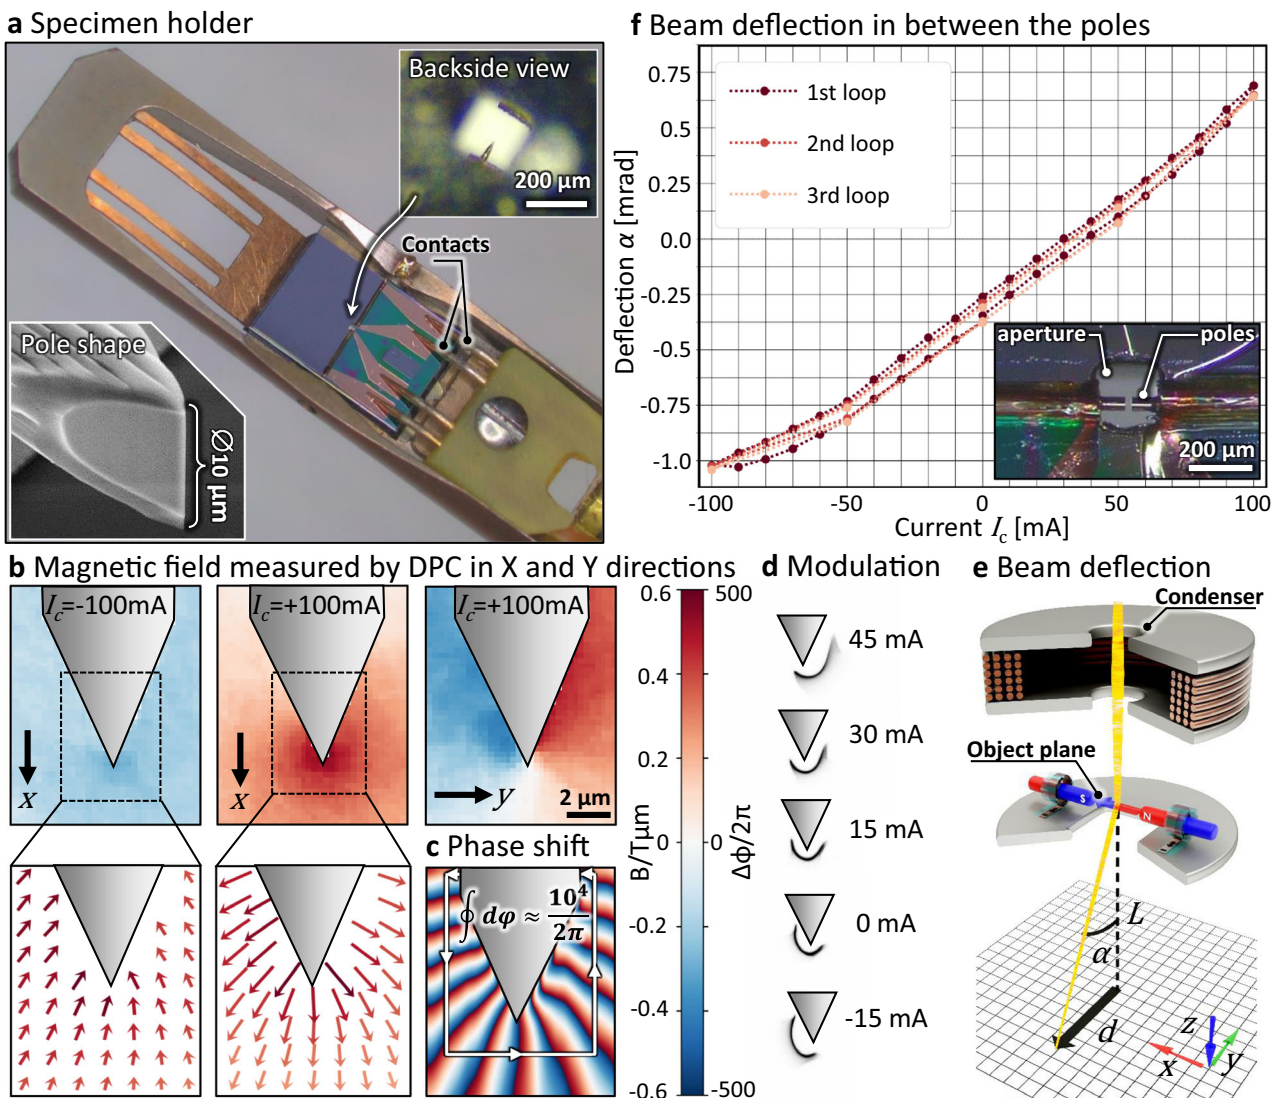 a Specimen holder
Backside view
200 µm
Contacts
Pole shape
Ø10 µm
f Beam deflection in between the poles
Deflection α [mrad]
0.75
0.5
0.25
0.0
-0.25
-0.5
-0.75
-1.0
1st loop
2nd loop
3rd loop
aperture
poles
200 µm
-100
-50
0
50
100
Current Ic [mA]
b Magnetic field measured by DPC in X and Y directions
Ic=-100mA
x
Ic=+100mA
x
Ic=+100mA
y
2 µm
0.6
0.4
0.2
0
-0.2
-0.4
-0.6
B/Tµm
500
0
-500
Δϕ/2π
c Phase shift
∮dφ ≈ 10⁴/2π
d Modulation
45 mA
30 mA
15 mA
0 mA
-15 mA
e Beam deflection
Condenser
Object plane
S
N
L
α
d
z
x
y